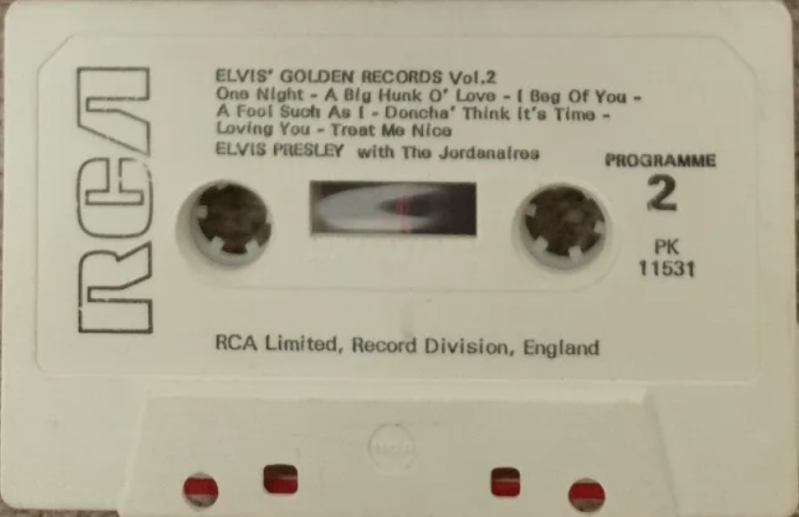 RCA
ELVIS' GOLDEN RECORDS Vol.2
One Night - A Big Hunk O' Love - I Beg Of You -
A Fool Such As I - Doncha' Think It's Time -
Loving You - Treat Me Nice
ELVIS PRESLEY with The Jordanaires
PROGRAMME
2
PK
11531
RCA Limited, Record Division, England